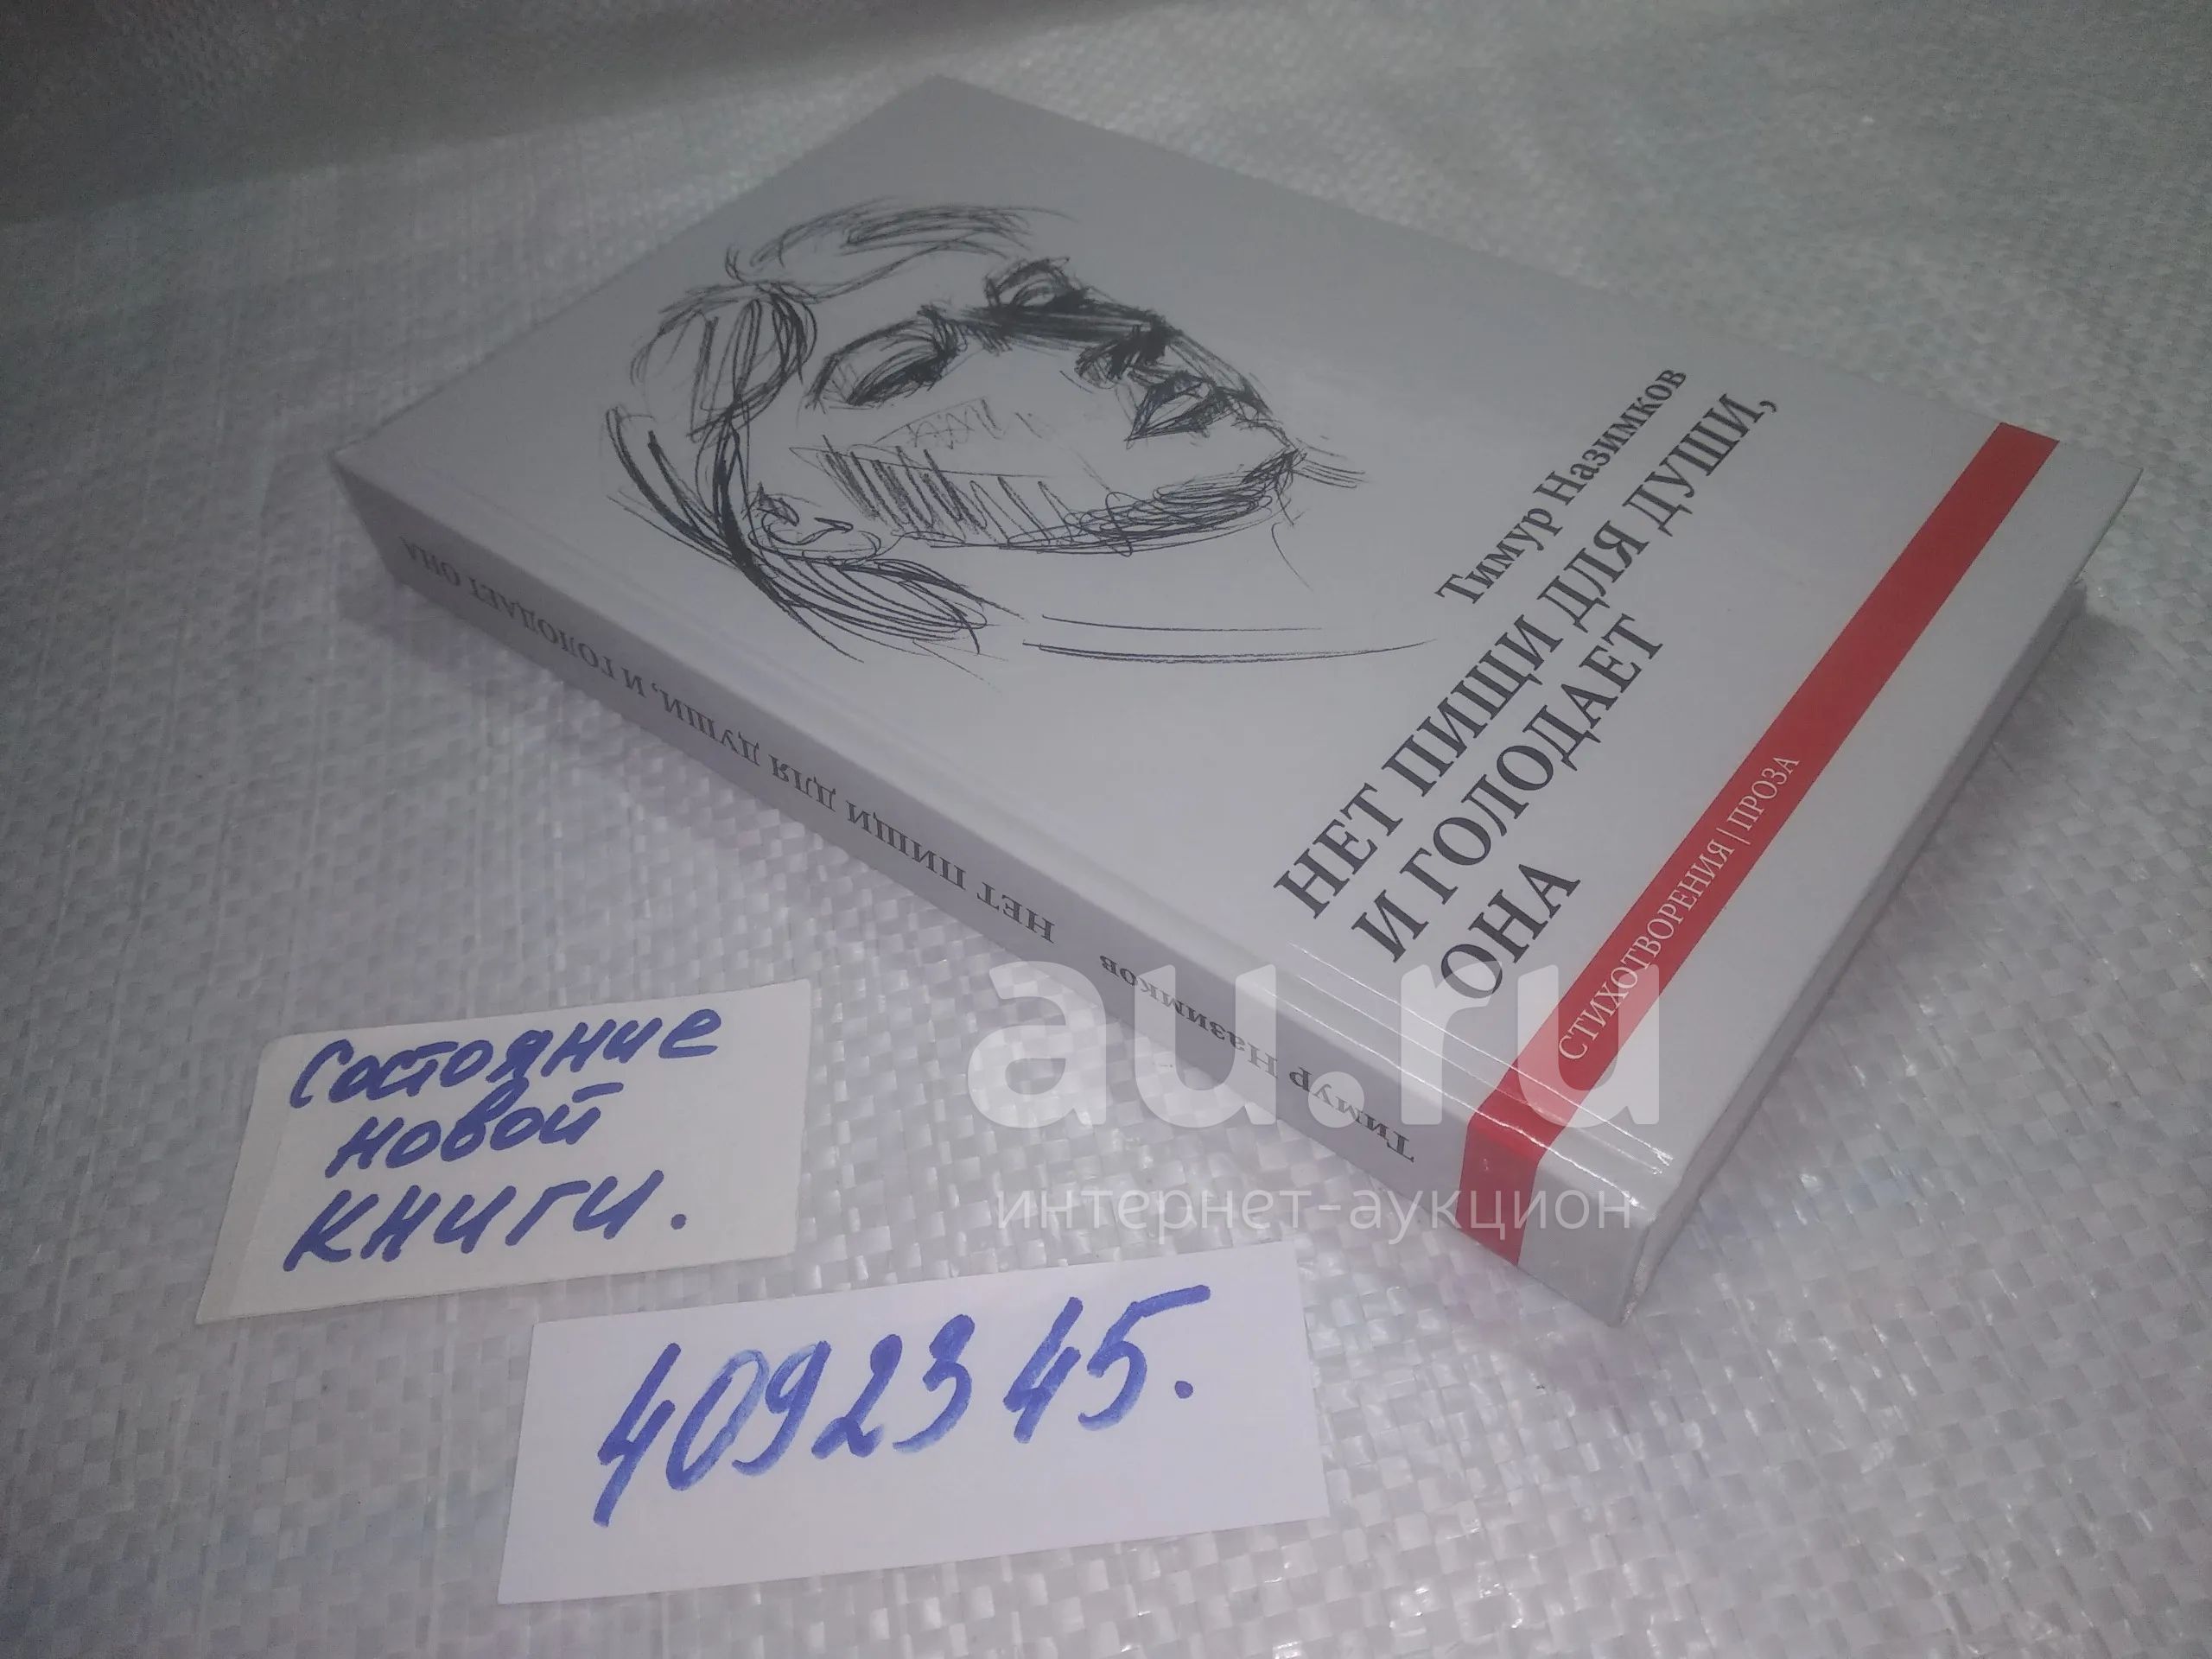 Тимур Назимков
НЕТ ПИЩИ ДЛЯ ДУШИ,
И ГОЛОДАЕТ
ОНА
СТИХОТВОРЕНИЯ | ПРОЗА
Тимур Назимков НЕТ ПИЩИ ДЛЯ ДУШИ, И ГОЛОДАЕТ ОНА
au.ru
интернет-аукцион
Состояние
новой
книги.
4092345.